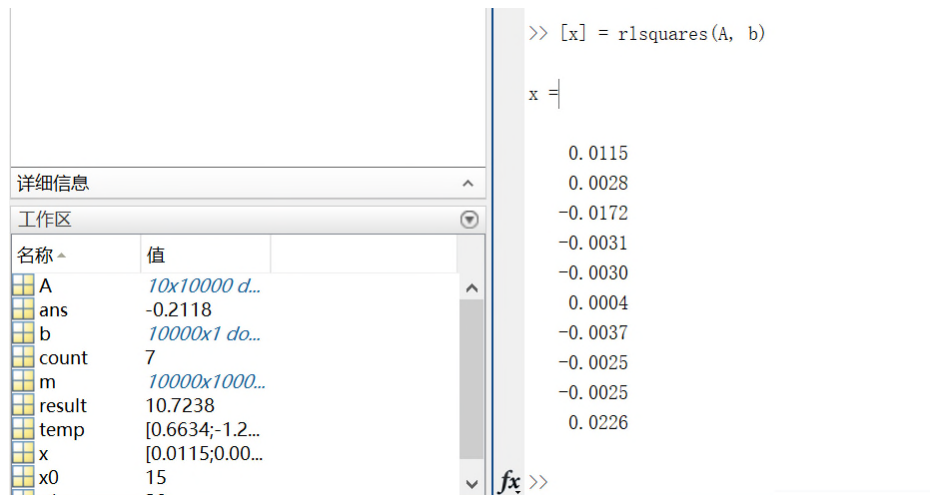 详细信息
工作区
名称 值
A 10x10000 d...
ans -0.2118
b 10000x1 do...
count 7
m 10000x1000...
result 10.7238
temp [0.6634;-1.2...
x [0.0115;0.00...
x0 15
>> [x] = rlsquares(A, b)
x =
0.0115
0.0028
-0.0172
-0.0031
-0.0030
0.0004
-0.0037
-0.0025
-0.0025
0.0226
fx >>